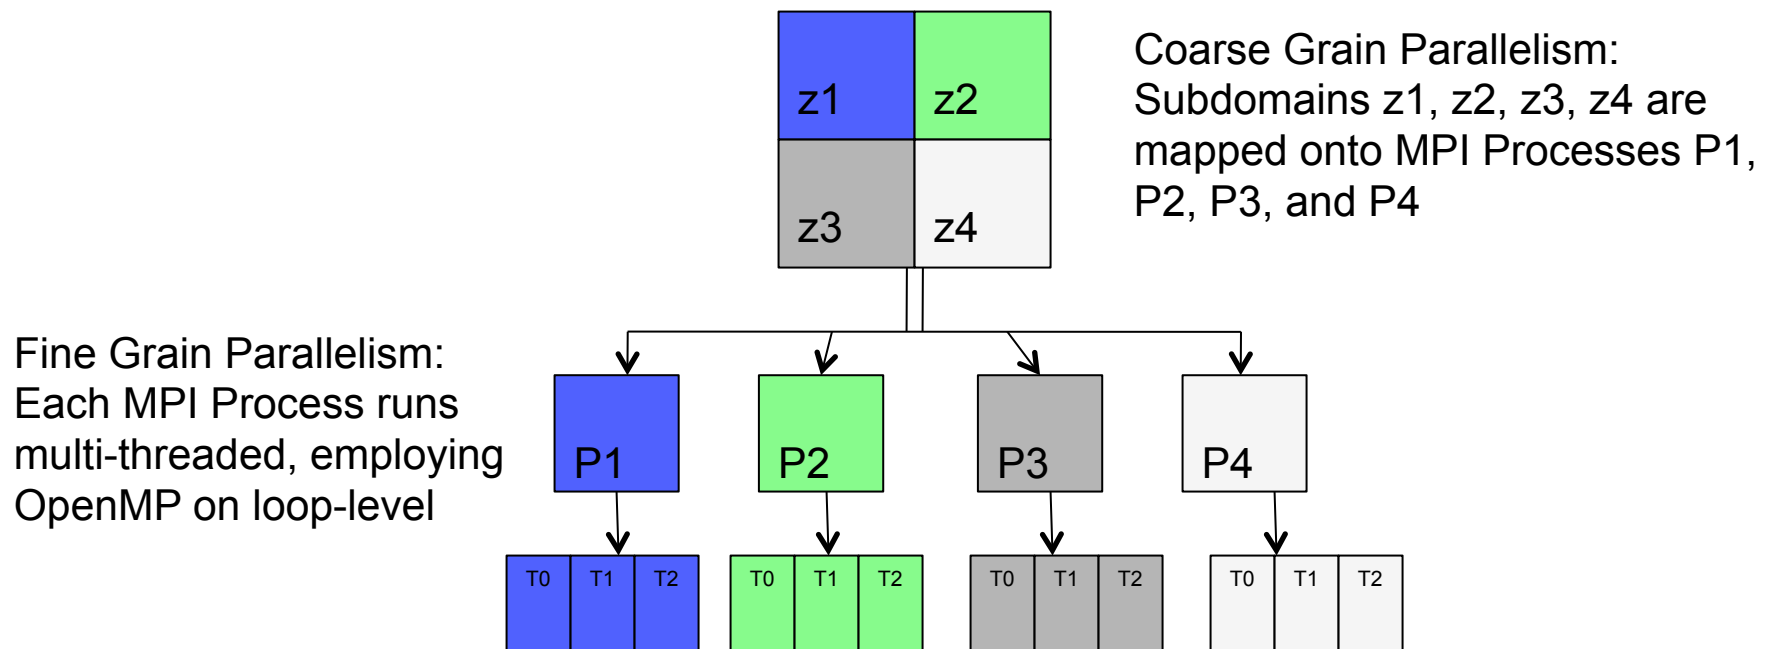 z1 z2
z3 z4
Coarse Grain Parallelism:
Subdomains z1, z2, z3, z4 are
mapped onto MPI Processes P1,
P2, P3, and P4
Fine Grain Parallelism:
Each MPI Process runs
multi-threaded, employing
OpenMP on loop-level
P1 P2 P3 P4
T0 T1 T2 T0 T1 T2 T0 T1 T2 T0 T1 T2